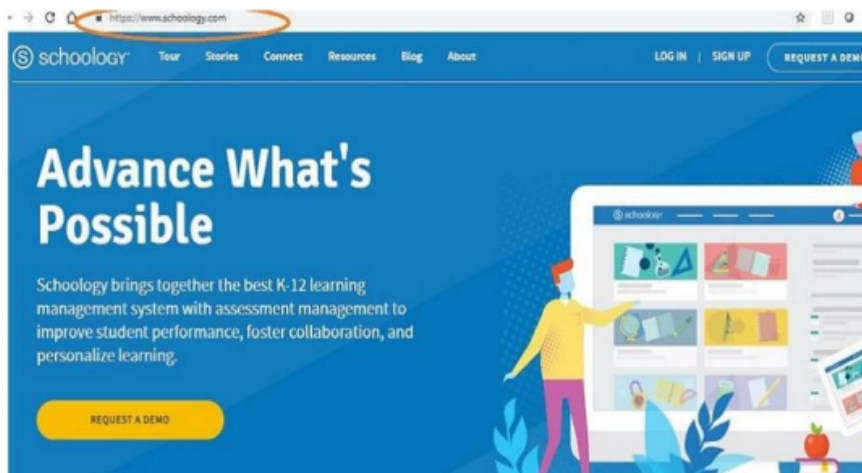 https://www.schoology.com
schoology Tour Stories Connect Resources Blog About LOG IN | SIGN UP REQUEST A DEMO
Advance What's
Possible
Schoology brings together the best K-12 learning
management system with assessment management to
improve student performance, foster collaboration, and
personalize learning.
REQUEST A DEMO
schoology